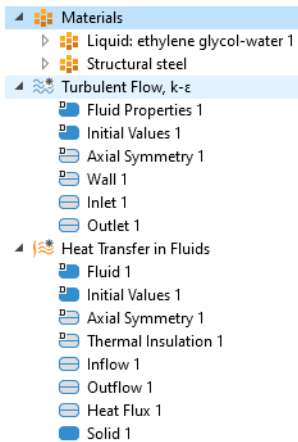 Materials
Liquid: ethylene glycol-water 1
Structural steel
Turbulent Flow, k-ε
D Fluid Properties 1
D Initial Values 1
D Axial Symmetry 1
D Wall 1
Inlet 1
Outlet 1
Heat Transfer in Fluids
D Fluid 1
D Initial Values 1
D Axial Symmetry 1
D Thermal Insulation 1
Inflow 1
Outflow 1
Heat Flux 1
Solid 1